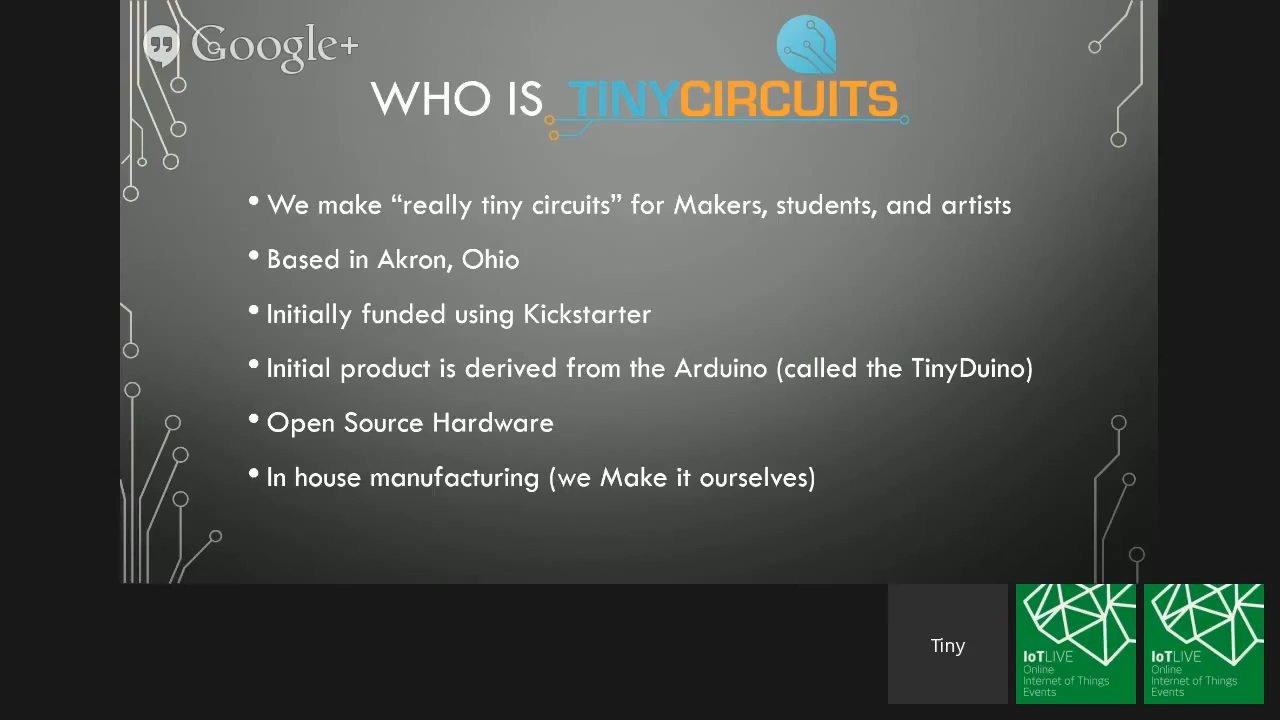 Google+
WHO IS TINYCIRCUITS
• We make “really tiny circuits” for Makers, students, and artists
• Based in Akron, Ohio
• Initially funded using Kickstarter
• Initial product is derived from the Arduino (called the TinyDuino)
• Open Source Hardware
• In house manufacturing (we Make it ourselves)
Tiny
IoTLIVE
Online
Internet of Things
Events
IoTLIVE
Online
Internet of Things
Events